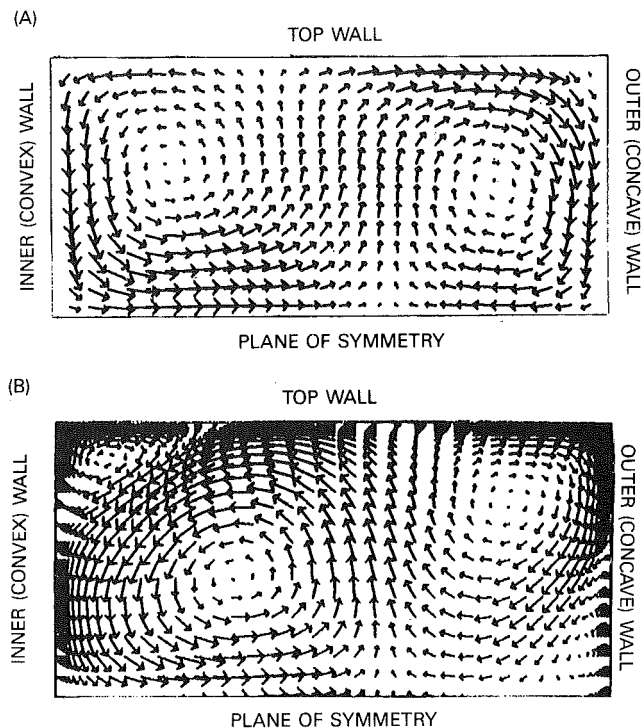 (A)
TOP WALL
INNER (CONVEX) WALL
OUTER (CONCAVE) WALL
PLANE OF SYMMETRY
(B)
TOP WALL
INNER (CONVEX) WALL
OUTER (CONCAVE) WALL
PLANE OF SYMMETRY